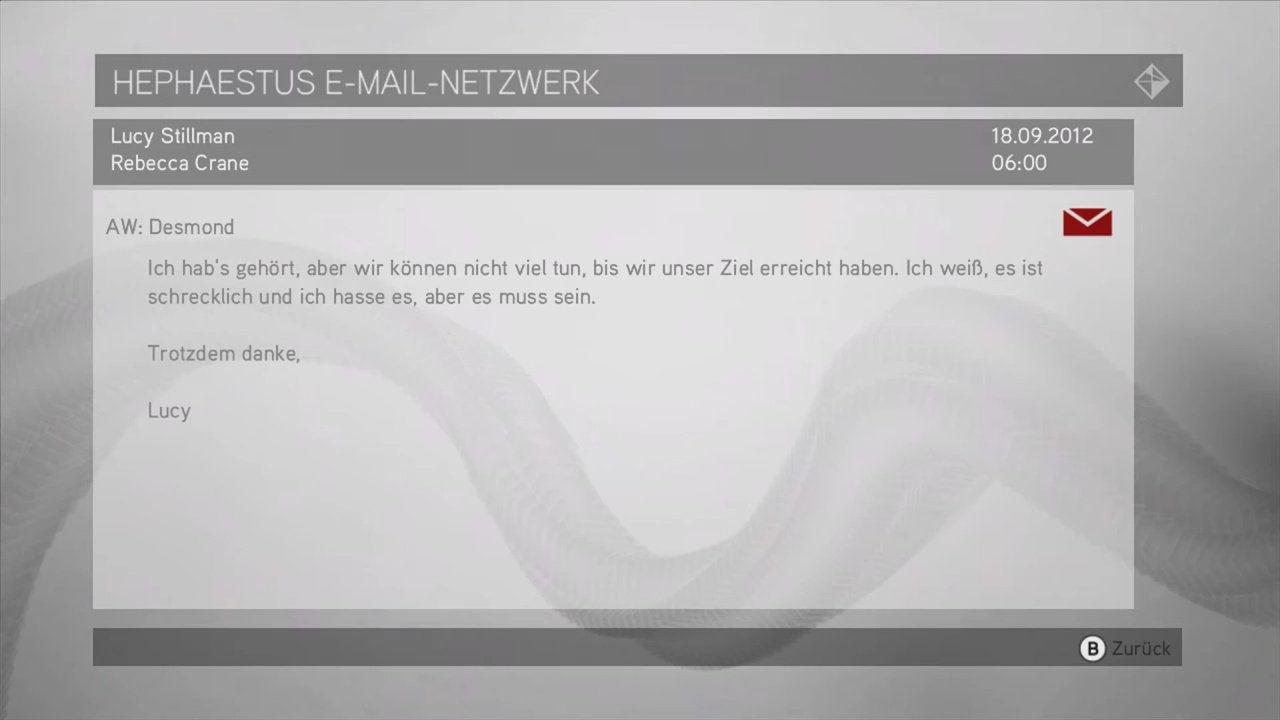 HEPHAESTUS E-MAIL-NETZWERK
Lucy Stillman 18.09.2012
Rebecca Crane 06:00
AW: Desmond
Ich hab's gehört, aber wir können nicht viel tun, bis wir unser Ziel erreicht haben. Ich weiß, es ist
schrecklich und ich hasse es, aber es muss sein.
Trotzdem danke,
Lucy
B Zurück